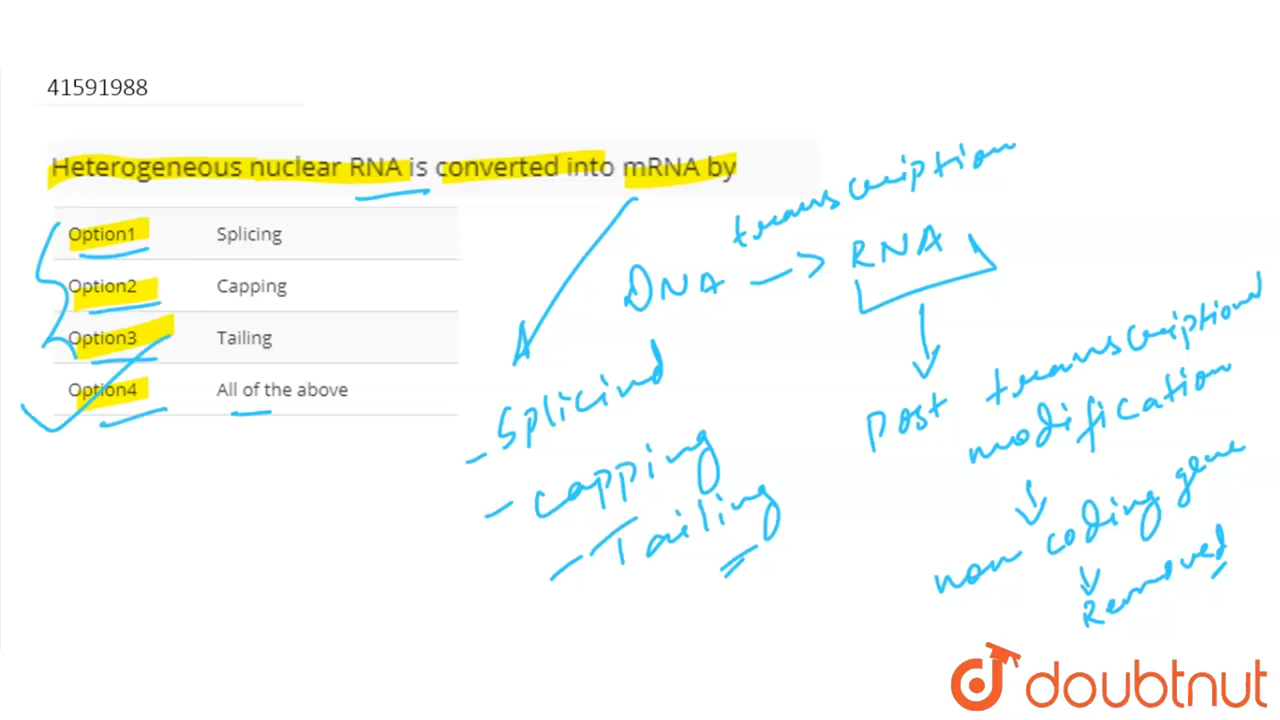 41591988
Heterogeneous nuclear RNA is converted into mRNA by
Option1 Splicing
Option2 Capping
Option3 Tailing
Option4 All of the above
transcription
DNA -> RNA
Post transcriptional
modification
non coding gene
Removed
- Splicind
- Capping
- Tailing
doubtnut